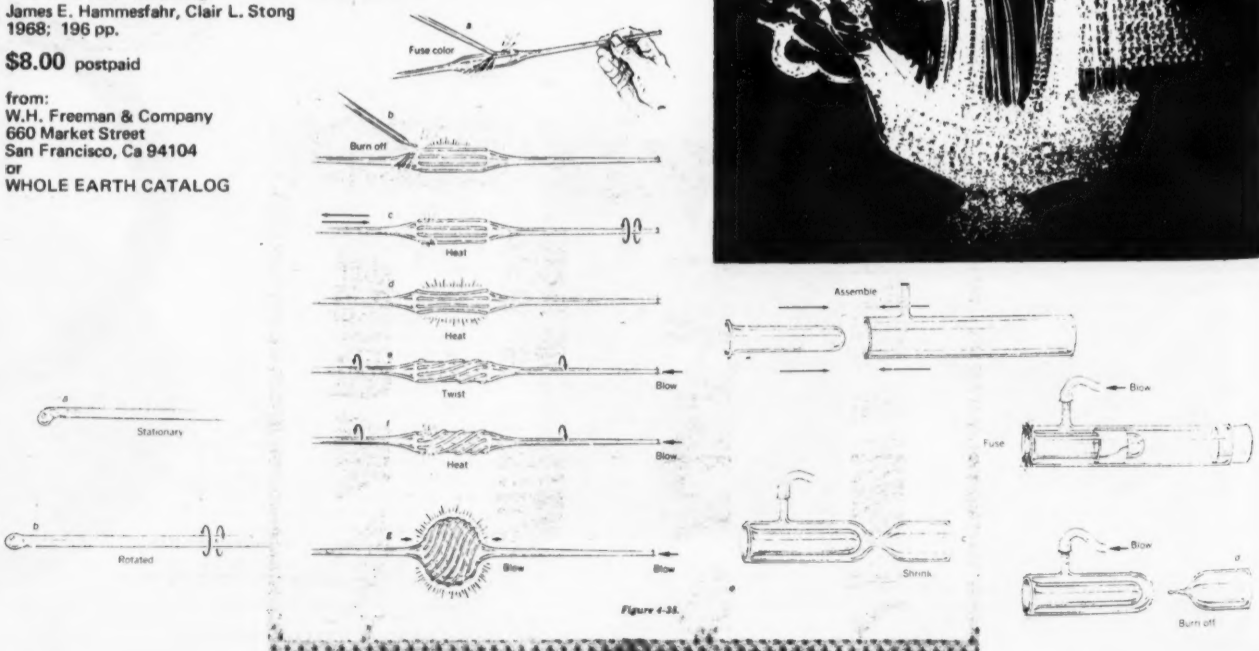 James E. Hammesfahr, Clair L. Stong
1968; 196 pp.
$8.00 postpaid
from:
W.H. Freeman & Company
660 Market Street
San Francisco, Ca 94104
or
WHOLE EARTH CATALOG
a
Stationary
b
Rotated
a
Fuse color
b
Burn off
c
Heat
d
Heat
e
Twist
Blow
f
Heat
Blow
g
Blow
Blow
Figure 4-38.
Assemble
Blow
Fuse
c
Shrink
Blow
d
Burn off